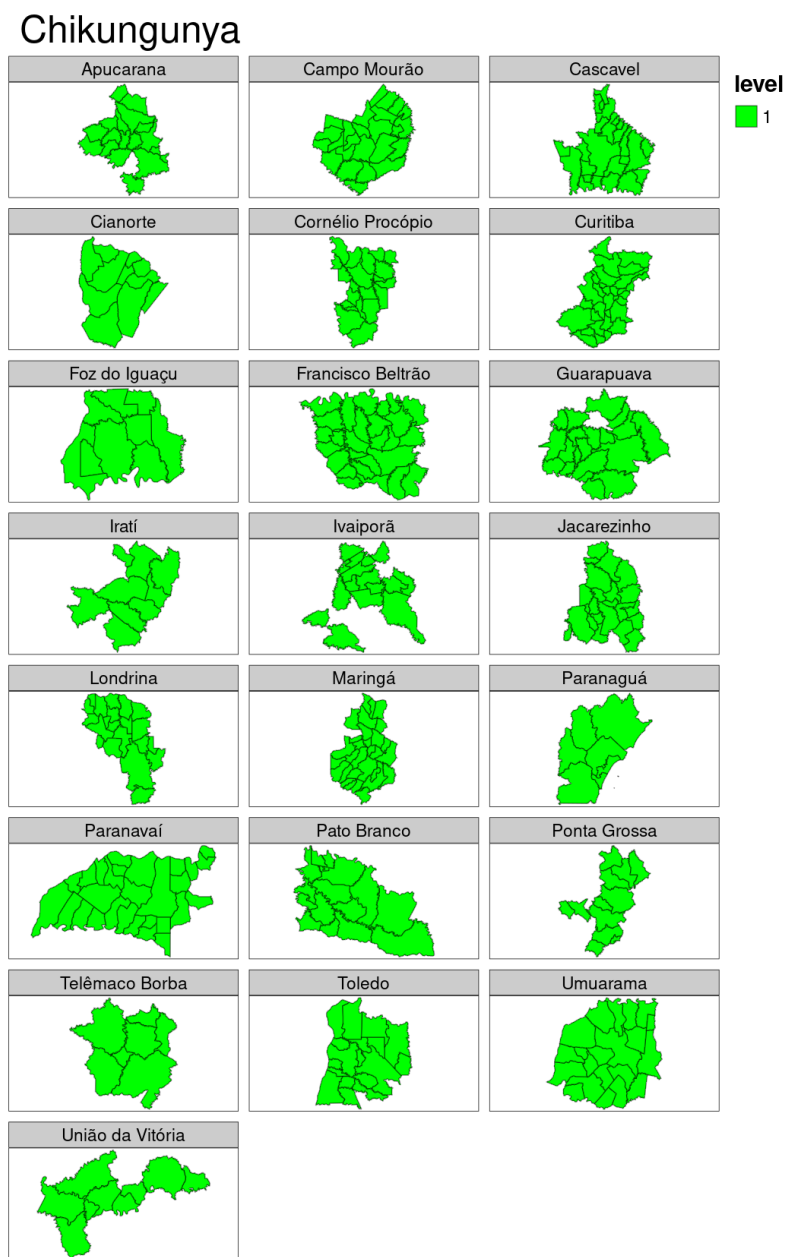 Chikungunya
Apucarana
Campo Mourão
Cascavel
level
1
Cianorte
Cornélio Procópio
Curitiba
Foz do Iguaçu
Francisco Beltrão
Guarapuava
Iratí
Ivaiporã
Jacarezinho
Londrina
Maringá
Paranaguá
Paranavaí
Pato Branco
Ponta Grossa
Telêmaco Borba
Toledo
Umuarama
União da Vitória